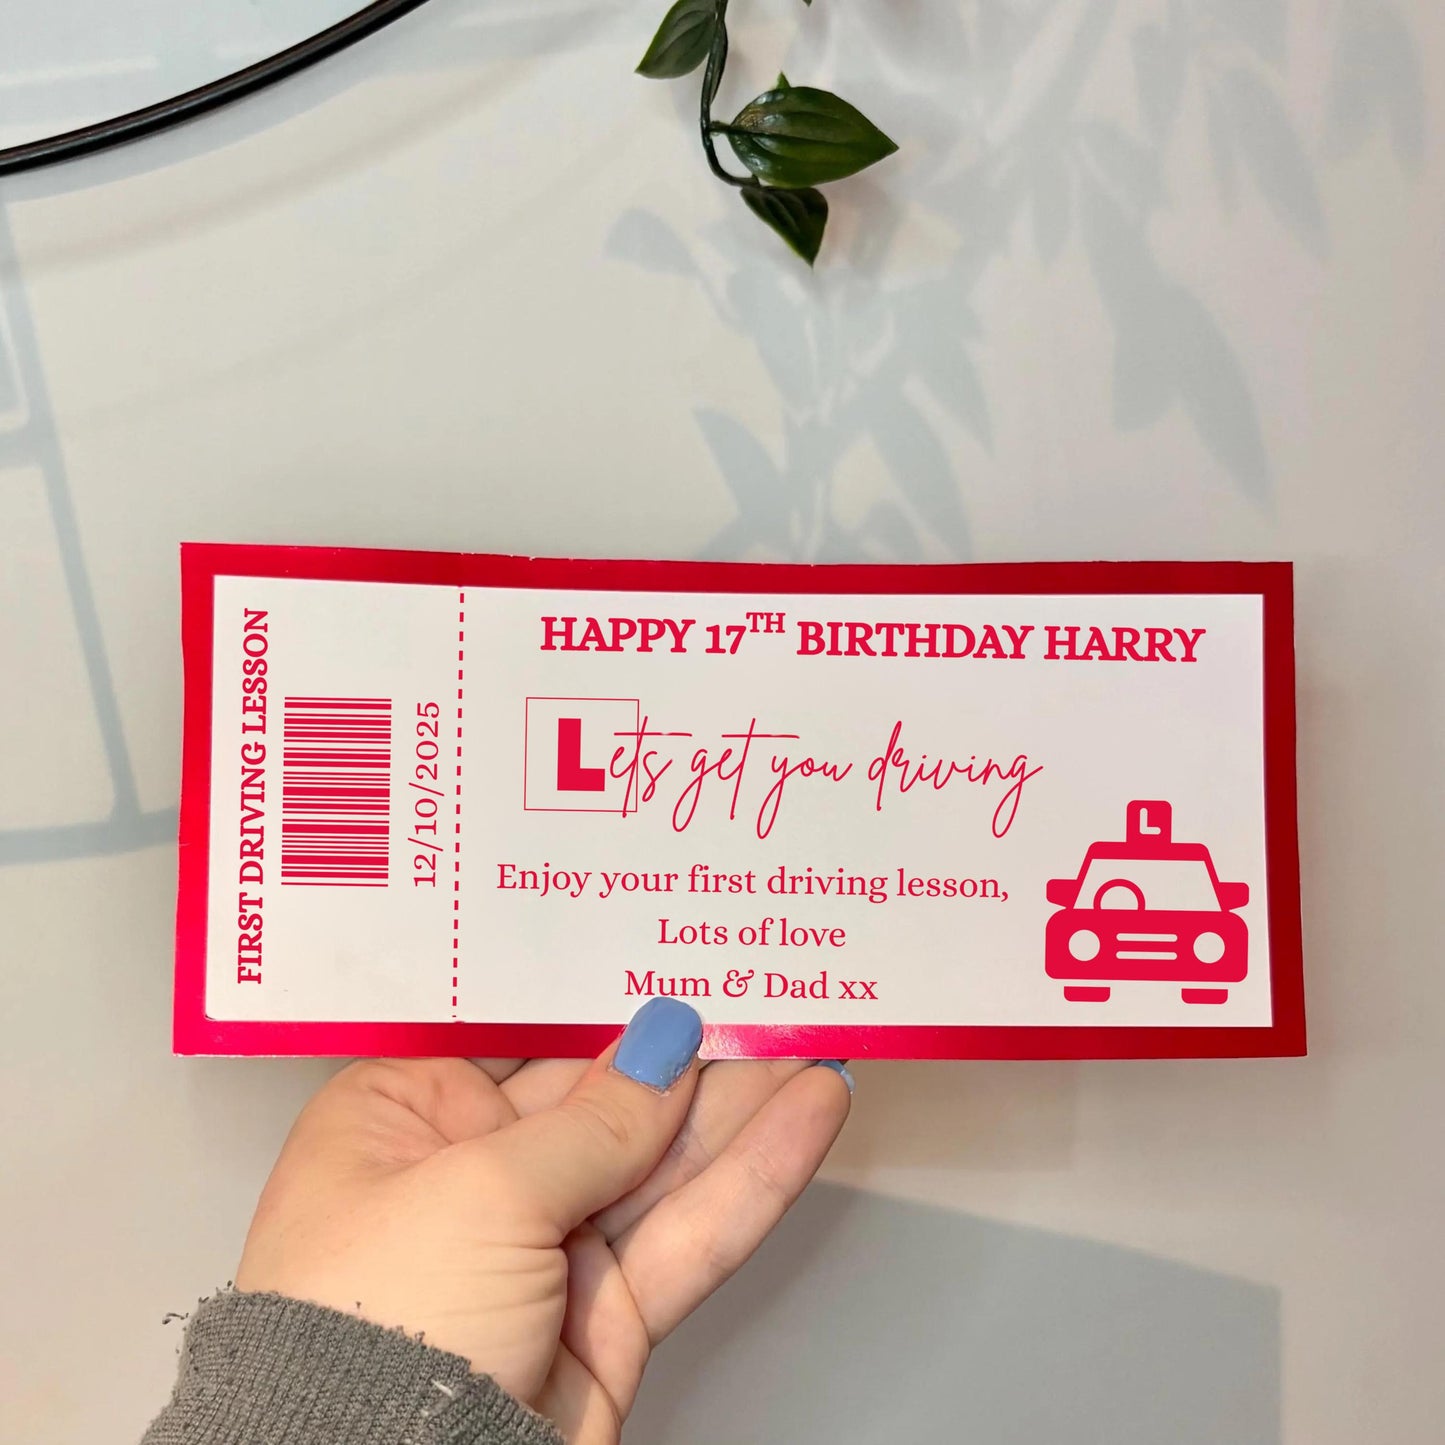 FIRST DRIVING LESSON
12/10/2025
HAPPY 17TH BIRTHDAY HARRY
Lets get you driving
Enjoy your first driving lesson,
Lots of love
Mum & Dad xx
L